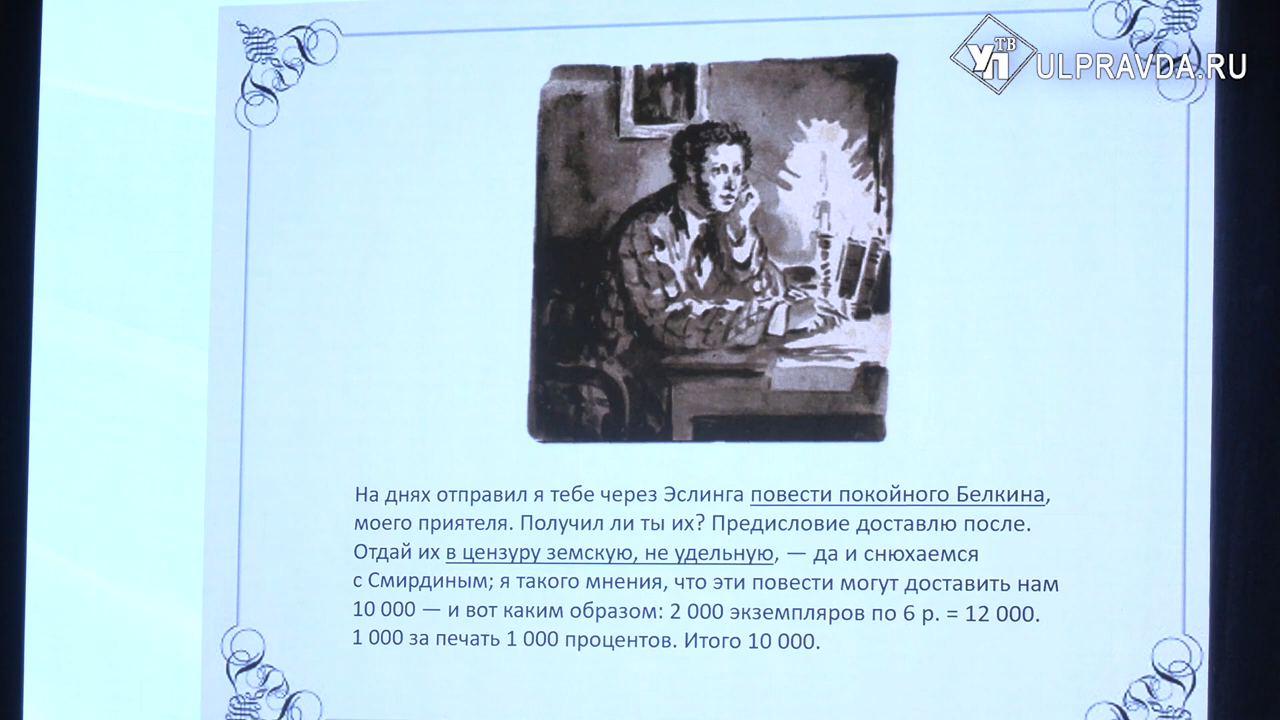 УП ТВ ULPRAVDA.RU
На днях отправил я тебе через Эслинга повести покойного Белкина,
моего приятеля. Получил ли ты их? Предисловие доставлю после.
Отдай их в цензуру земскую, не удельную, — да и снюхаемся
с Смирдиным; я такого мнения, что эти повести могут доставить нам
10 000 — и вот каким образом: 2 000 экземпляров по 6 р. = 12 000.
1 000 за печать 1 000 процентов. Итого 10 000.